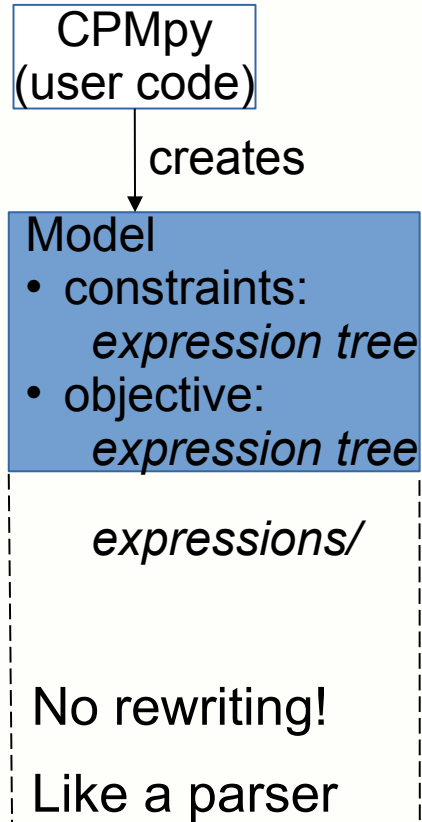 CPMpy
(user code)
creates
Model
• constraints:
expression tree
• objective:
expression tree
expressions/
No rewriting!
Like a parser